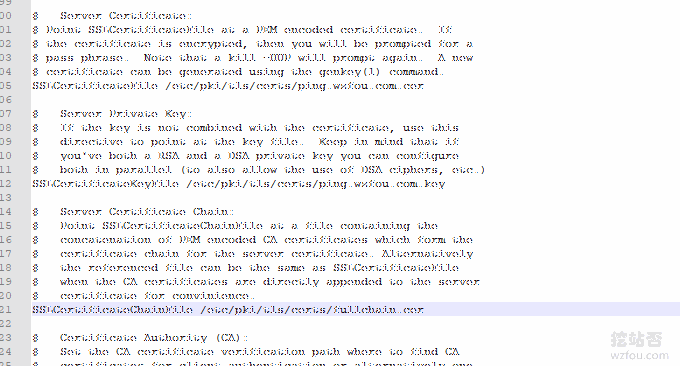 00 #   Server Certificate:
01 # Point SSLCertificateFile at a PEM encoded certificate.  If
02 # the certificate is encrypted, then you will be prompted for a
03 # pass phrase.  Note that a kill -HUP will prompt again.  A new
04 # certificate can be generated using the genkey(1) command.
05 SSLCertificateFile /etc/pki/tls/certs/ping.wzfou.com.cer
06
07 #   Server Private Key:
08 #   If the key is not combined with the certificate, use this
09 #   directive to point at the key file.  Keep in mind that if
10 #   you've both a RSA and a DSA private key you can configure
11 #   both in parallel (to also allow the use of DSA ciphers, etc.)
12 SSLCertificateKeyFile /etc/pki/tls/certs/ping.wzfou.com.key
13
14 #   Server Certificate Chain:
15 #   Point SSLCertificateChainFile at a file containing the
16 #   concatenation of PEM encoded CA certificates which form the
17 #   certificate chain for the server certificate. Alternatively
18 #   the referenced file can be the same as SSLCertificateFile
19 #   when the CA certificates are directly appended to the server
20 #   certificate for convinience.
21 SSLCertificateChainFile /etc/pki/tls/certs/fullchain.cer
22
23 #   Certificate Authority (CA):
24 #   Set the CA certificate verification path where to find CA
#   certificates for client authentication or alternatively one
挖站否
wzfou.com